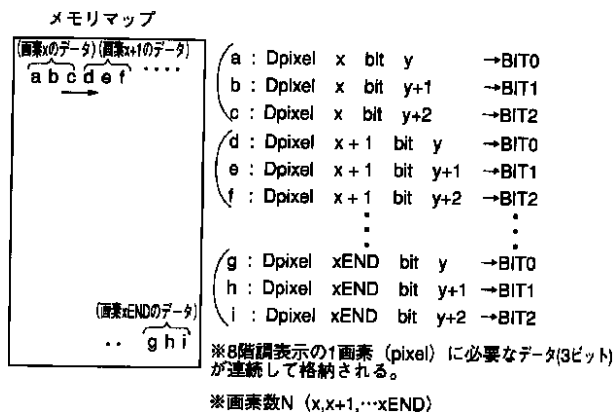 メモリマップ
(画素xのデータ) (画素x+1のデータ)
a b c d e f ・・・・
a : Dpixel x bit y →BIT0
b : Dpixel x bit y+1 →BIT1
c : Dpixel x bit y+2 →BIT2
d : Dpixel x+1 bit y →BIT0
e : Dpixel x+1 bit y+1 →BIT1
f : Dpixel x+1 bit y+2 →BIT2
g : Dpixel xEND bit y →BIT0
h : Dpixel xEND bit y+1 →BIT1
i : Dpixel xEND bit y+2 →BIT2
(画素xENDのデータ)
・・ g h i
※8階調表示の1画素 (pixel) に必要なデータ(3ビット)
が連続して格納される。
※画素数N (x,x+1,…xEND)